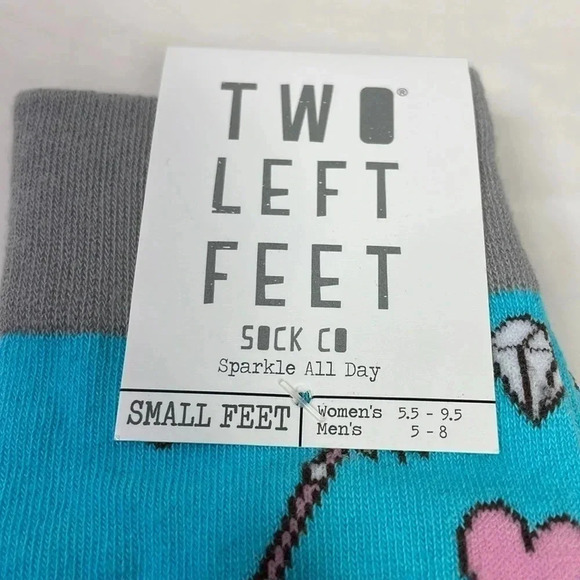 TWO®
LEFT
FEET
SOCK CO
Sparkle All Day
SMALL FEET
Women's 5.5 - 9.5
Men's 5 - 8